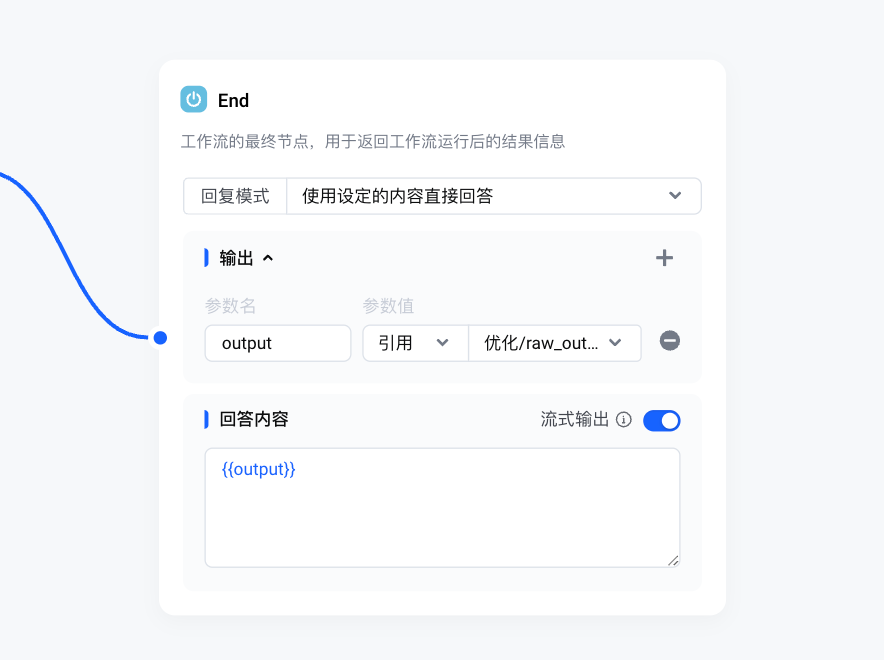 End
工作流的最终节点，用于返回工作流运行后的结果信息
回复模式 使用设定的内容直接回答
输出
参数名 参数值
output 引用 优化/raw_out...
回答内容 流式输出
{{output}}